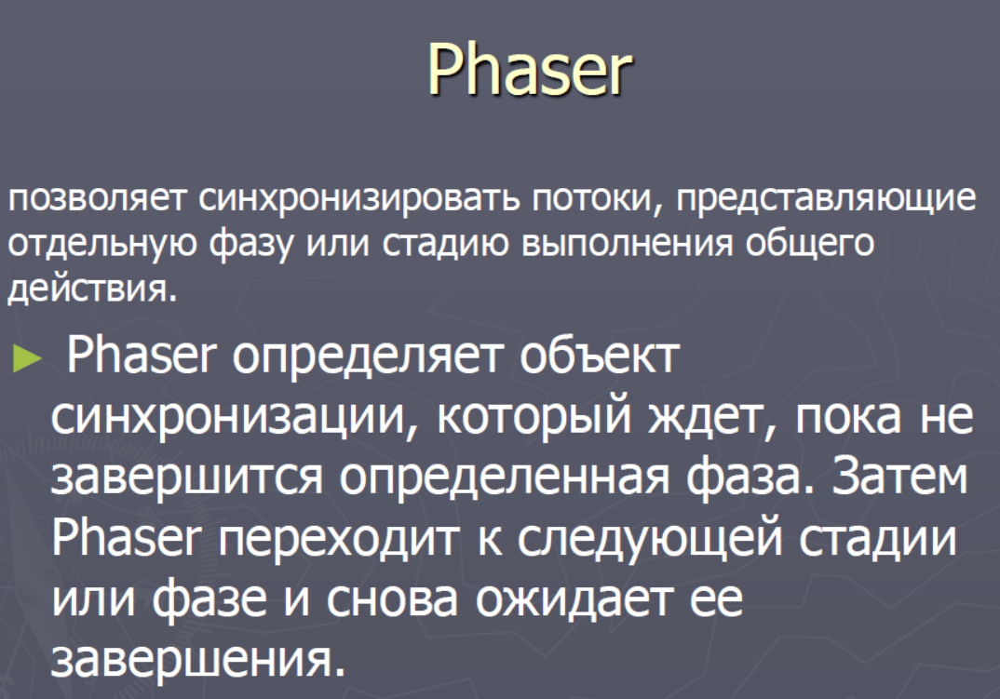 Phaser
позволяет синхронизировать потоки, представляющие
отдельную фазу или стадию выполнения общего
действия.
► Phaser определяет объект
синхронизации, который ждет, пока не
завершится определенная фаза. Затем
Phaser переходит к следующей стадии
или фазе и снова ожидает ее
завершения.